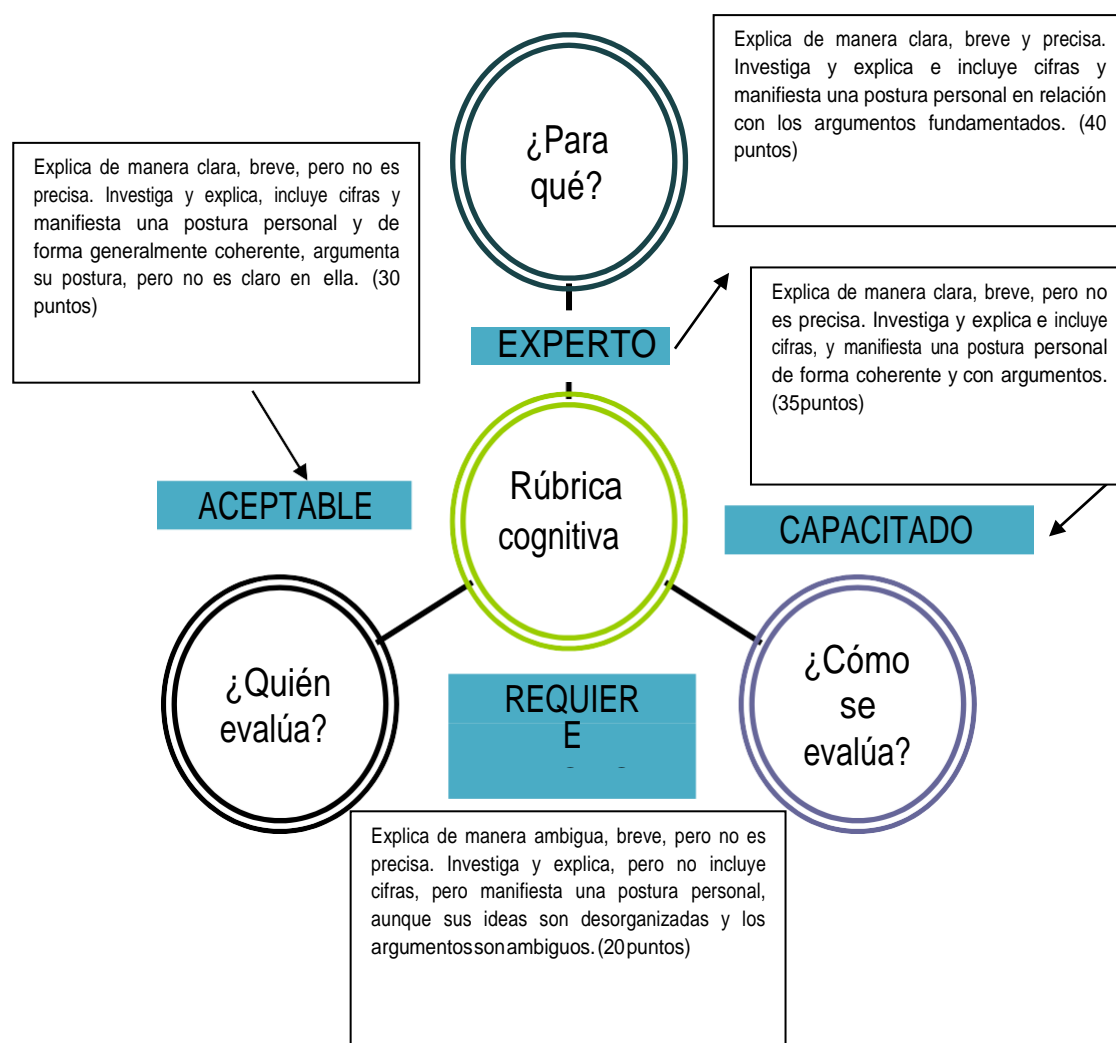 Explica de manera clara, breve y precisa.
Investiga y explica e incluye cifras y
manifiesta una postura personal en relación
con los argumentos fundamentados. (40
puntos)
¿Para
qué?
Explica de manera clara, breve, pero no es
precisa. Investiga y explica, incluye cifras y
manifiesta una postura personal y de
forma generalmente coherente, argumenta
su postura, pero no es claro en ella. (30
puntos)
Explica de manera clara, breve, pero no
es precisa. Investiga y explica e incluye
cifras, y manifiesta una postura personal
de forma coherente y con argumentos.
(35puntos)
EXPERTO
ACEPTABLE
Rúbrica
cognitiva
CAPACITADO
¿Quién
evalúa?
REQUIER
E
¿Cómo
se
evalúa?
Explica de manera ambigua, breve, pero no es
precisa. Investiga y explica, pero no incluye
cifras, pero manifiesta una postura personal,
aunque sus ideas son desorganizadas y los
argumentos son ambiguos. (20 puntos)